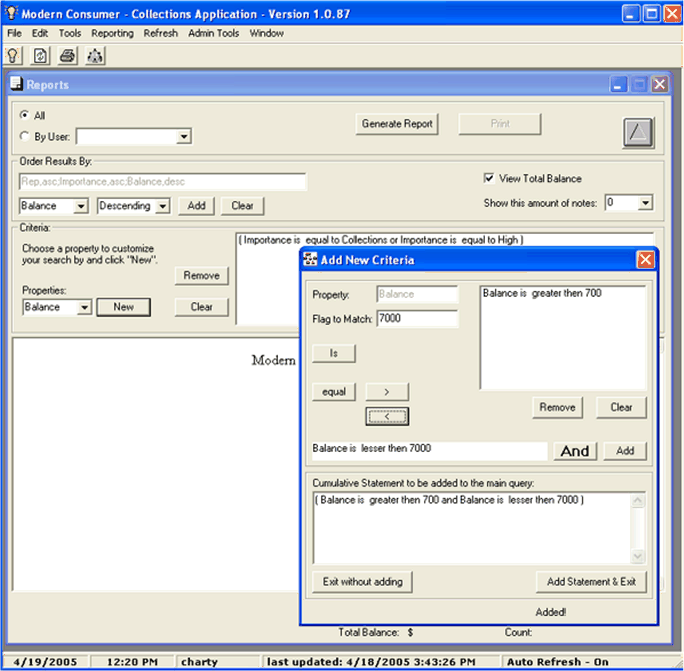 Modern Consumer - Collections Application - Version 1.0.87
File Edit Tools Reporting Refresh Admin Tools Window
Reports
All
By User:
Generate Report
Print
Order Results By:
Rep,asc;Importance,asc;Balance,desc
View Total Balance
Balance
Descending
Add
Clear
Show this amount of notes:
0
Criteria:
Choose a property to customize
your search by and click "New".
Remove
Properties:
Balance
New
Clear
( Importance is equal to Collections or Importance is equal to High )
Modern
Add New Criteria
Property:
Balance
Flag to Match:
7000
Is
equal
>
<
Balance is greater then 700
Remove
Clear
Balance is lesser then 7000
And
Add
Cumulative Statement to be added to the main query:
( Balance is greater then 700 and Balance is lesser then 7000 )
Exit without adding
Add Statement & Exit
Added!
Total Balance: $
Count:
4/19/2005
12:20 PM
charty
last updated: 4/18/2005 3:43:26 PM
Auto Refresh - On